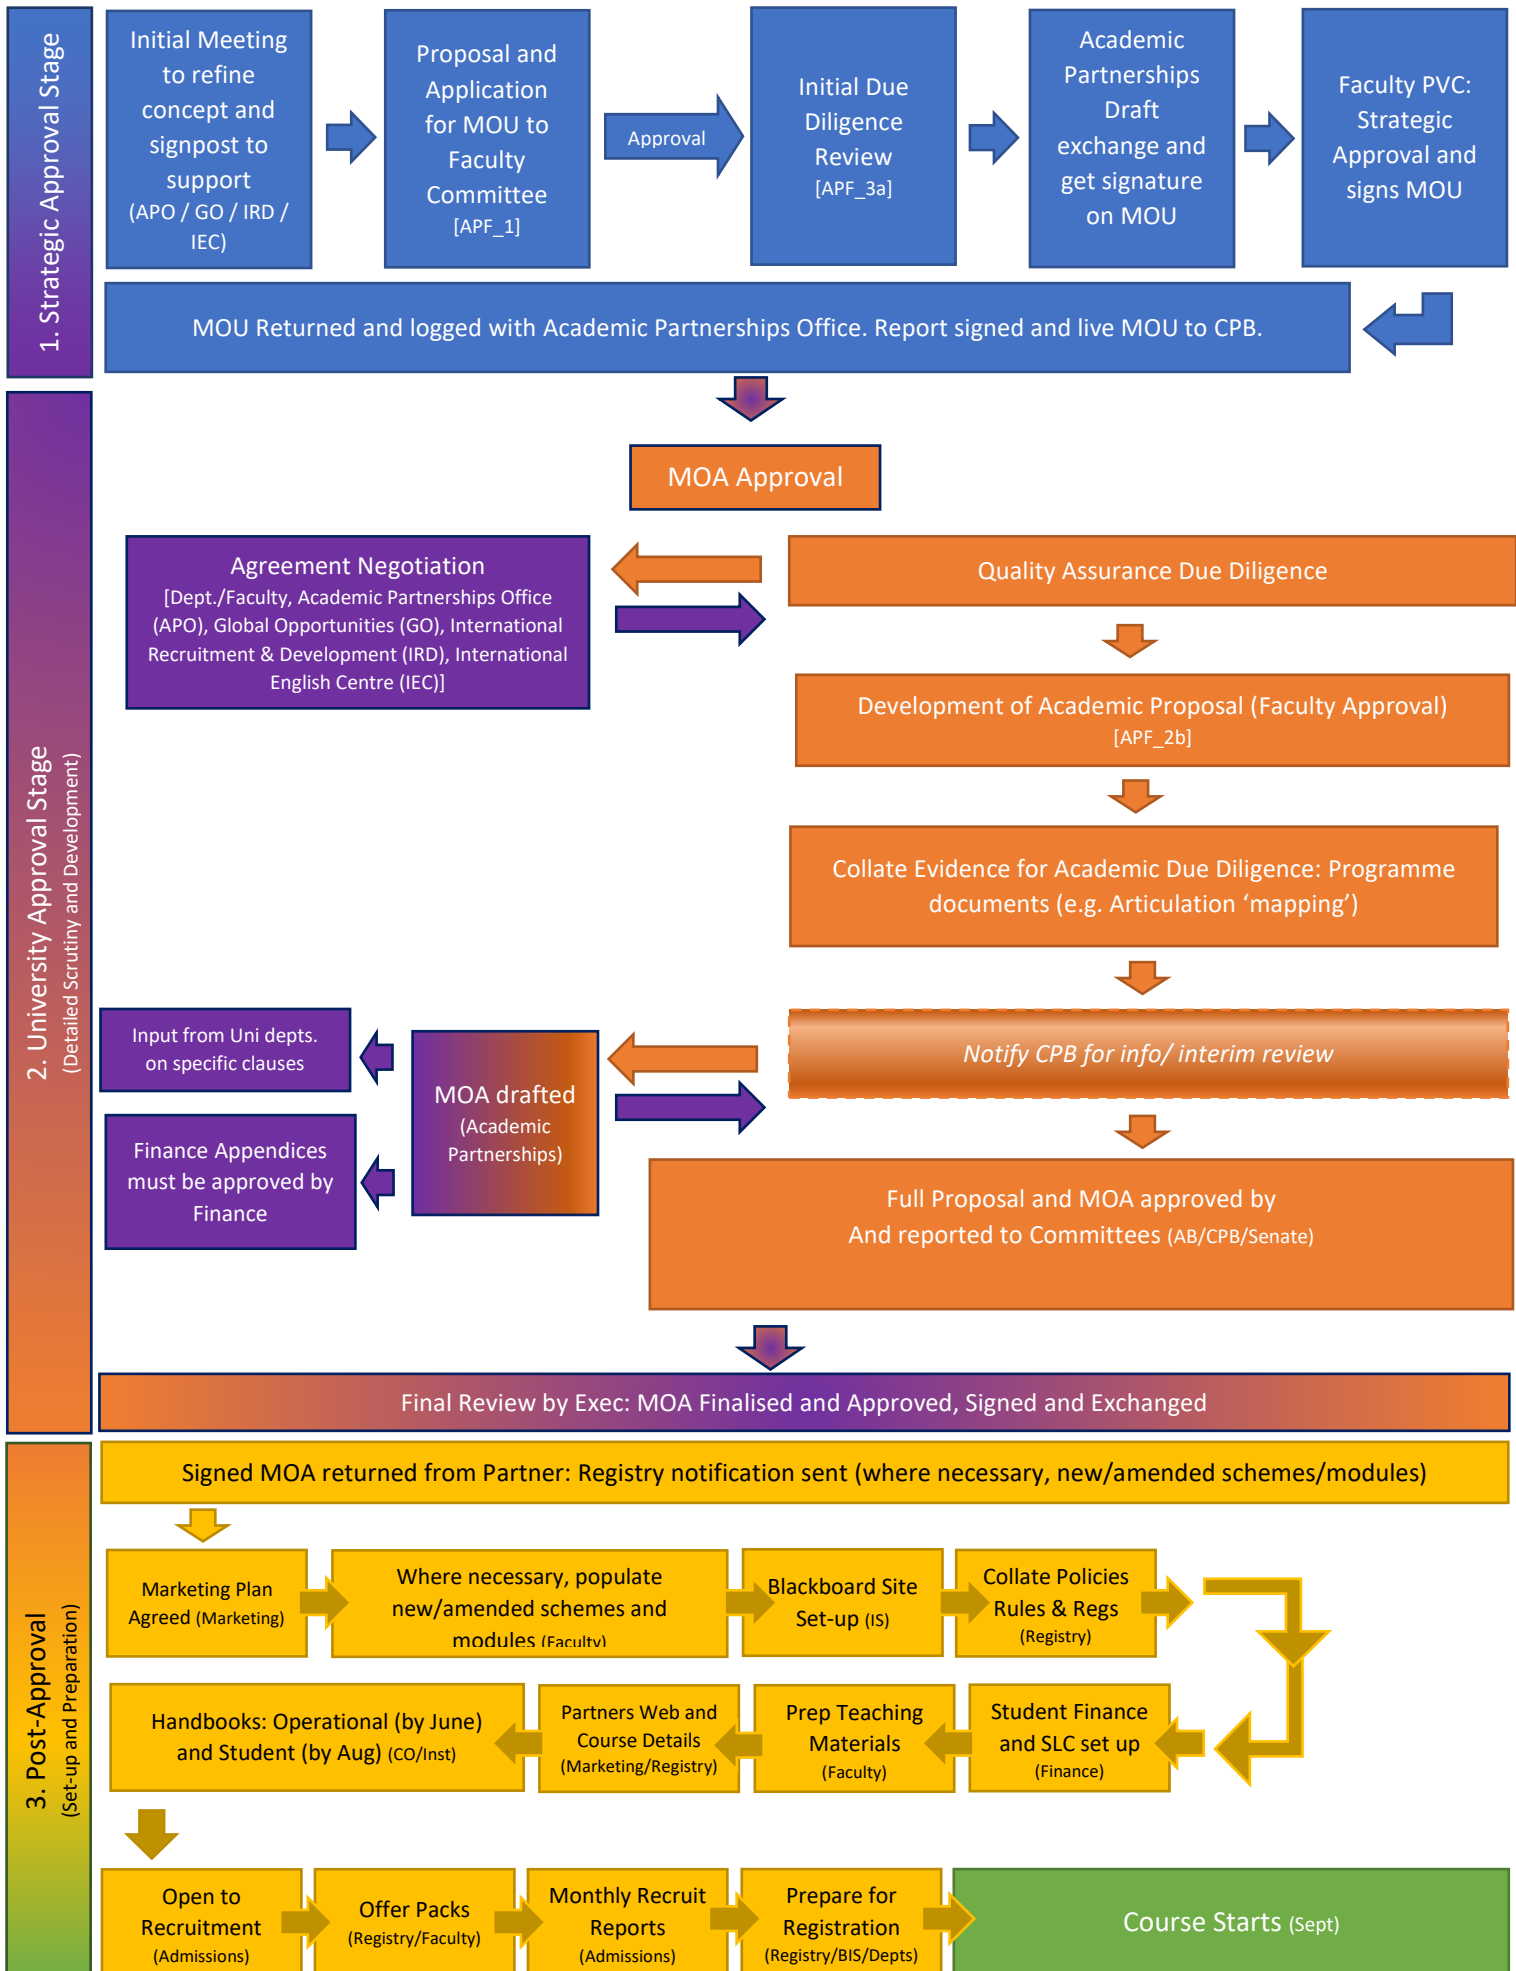 1. Strategic Approval Stage
Initial Meeting
to refine
concept and
signpost to
support
(APO / GO / IRD /
IEC)
Proposal and
Application
for MOU to
Faculty
Committee
[APF_1]
Approval
Initial Due
Diligence
Review
[APF_3a]
Academic
Partnerships
Draft
exchange and
get signature
on MOU
Faculty PVC:
Strategic
Approval and
signs MOU
MOU Returned and logged with Academic Partnerships Office. Report signed and live MOU to CPB.
2. University Approval Stage
(Detailed Scrutiny and Development)
MOA Approval
Agreement Negotiation
[Dept./Faculty, Academic Partnerships Office
(APO), Global Opportunities (GO), International
Recruitment & Development (IRD), International
English Centre (IEC)]
Quality Assurance Due Diligence
Development of Academic Proposal (Faculty Approval)
[APF_2b]
Collate Evidence for Academic Due Diligence: Programme
documents (e.g. Articulation ‘mapping’)
Input from Uni depts.
on specific clauses
Finance Appendices
must be approved by
Finance
MOA drafted
(Academic
Partnerships)
Notify CPB for info/ interim review
Full Proposal and MOA approved by
And reported to Committees (AB/CPB/Senate)
Final Review by Exec: MOA Finalised and Approved, Signed and Exchanged
3. Post-Approval
(Set-up and Preparation)
Signed MOA returned from Partner: Registry notification sent (where necessary, new/amended schemes/modules)
Marketing Plan
Agreed (Marketing)
Where necessary, populate
new/amended schemes and
modules (Faculty)
Blackboard Site
Set-up (IS)
Collate Policies
Rules & Regs
(Registry)
Handbooks: Operational (by June)
and Student (by Aug) (CO/Inst)
Partners Web and
Course Details
(Marketing/Registry)
Prep Teaching
Materials
(Faculty)
Student Finance
and SLC set up
(Finance)
Open to
Recruitment
(Admissions)
Offer Packs
(Registry/Faculty)
Monthly Recruit
Reports
(Admissions)
Prepare for
Registration
(Registry/BIS/Depts)
Course Starts (Sept)